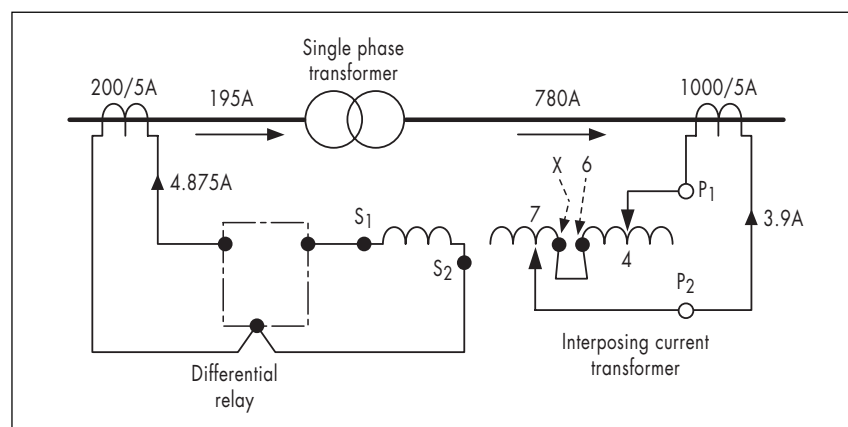 Single phase
transformer
200/5A
195A
780A
1000/5A
4.875A
S1
S2
X 6
7
4
P1
3.9A
P2
Differential
relay
Interposing current
transformer